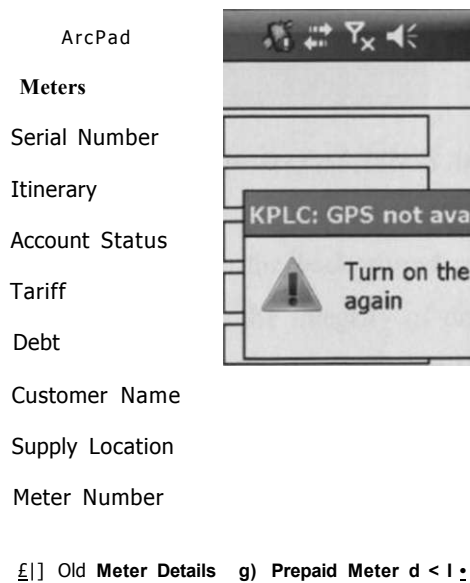 ArcPad
Meters
Serial Number
Itinerary
Account Status
Tariff
Debt
Customer Name
Supply Location
Meter Number
KPLC: GPS not ava
Turn on the
again
£|] Old Meter Details g) Prepaid Meter d < I •